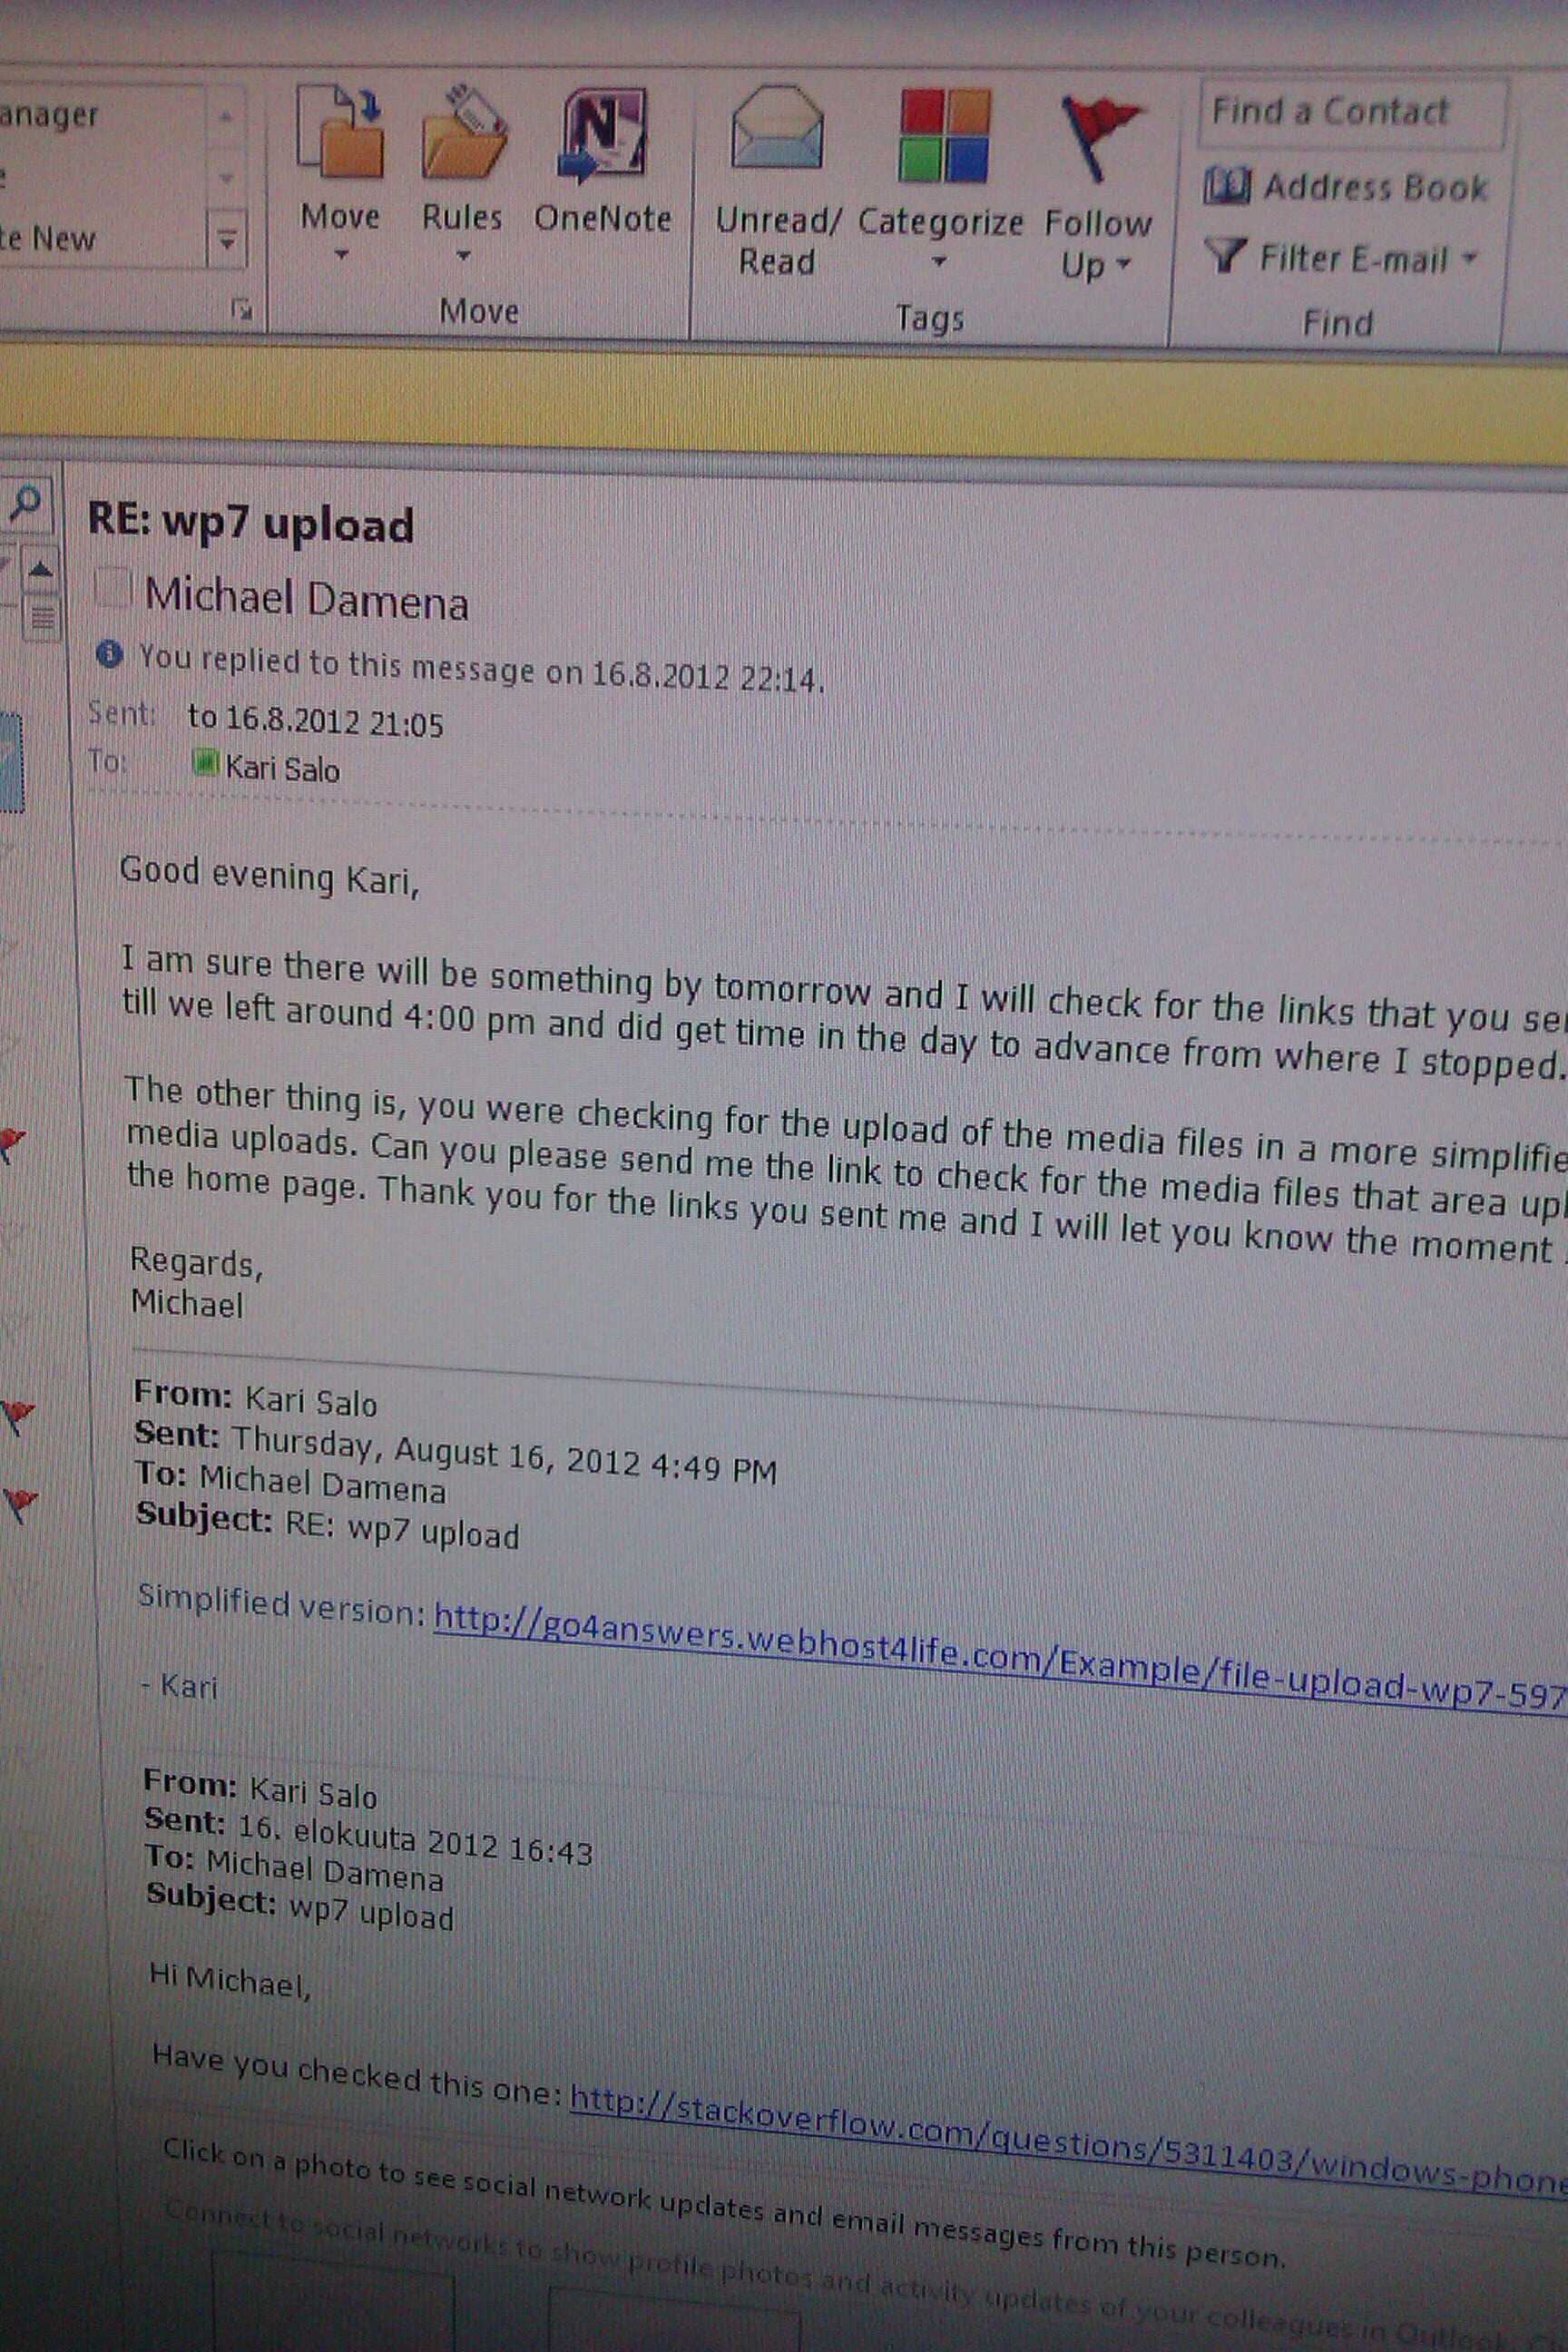 anager
te New
Move
Rules
OneNote
Move
Unread/
Read
Categorize
Follow
Up
Tags
Find a Contact
Address Book
Filter E-mail
Find
RE: wp7 upload
Michael Damena
You replied to this message on 16.8.2012 22:14.
Sent: to 16.8.2012 21:05
To: Kari Salo
Good evening Kari,
I am sure there will be something by tomorrow and I will check for the links that you se
till we left around 4:00 pm and did get time in the day to advance from where I stopped.
The other thing is, you were checking for the upload of the media files in a more simplifie
media uploads. Can you please send me the link to check for the media files that area upl
the home page. Thank you for the links you sent me and I will let you know the moment
Regards,
Michael
From: Kari Salo
Sent: Thursday, August 16, 2012 4:49 PM
To: Michael Damena
Subject: RE: wp7 upload
Simplified version: http://go4answers.webhost4life.com/Example/file-upload-wp7-597
- Kari
From: Kari Salo
Sent: 16. elokuuta 2012 16:43
To: Michael Damena
Subject: wp7 upload
Hi Michael,
Have you checked this one: http://stackoverflow.com/questions/5311403/windows-phone
Click on a photo to see social network updates and email messages from this person.
Connect to social networks to show profile photos and activity updates of your colleagues in Outlook.